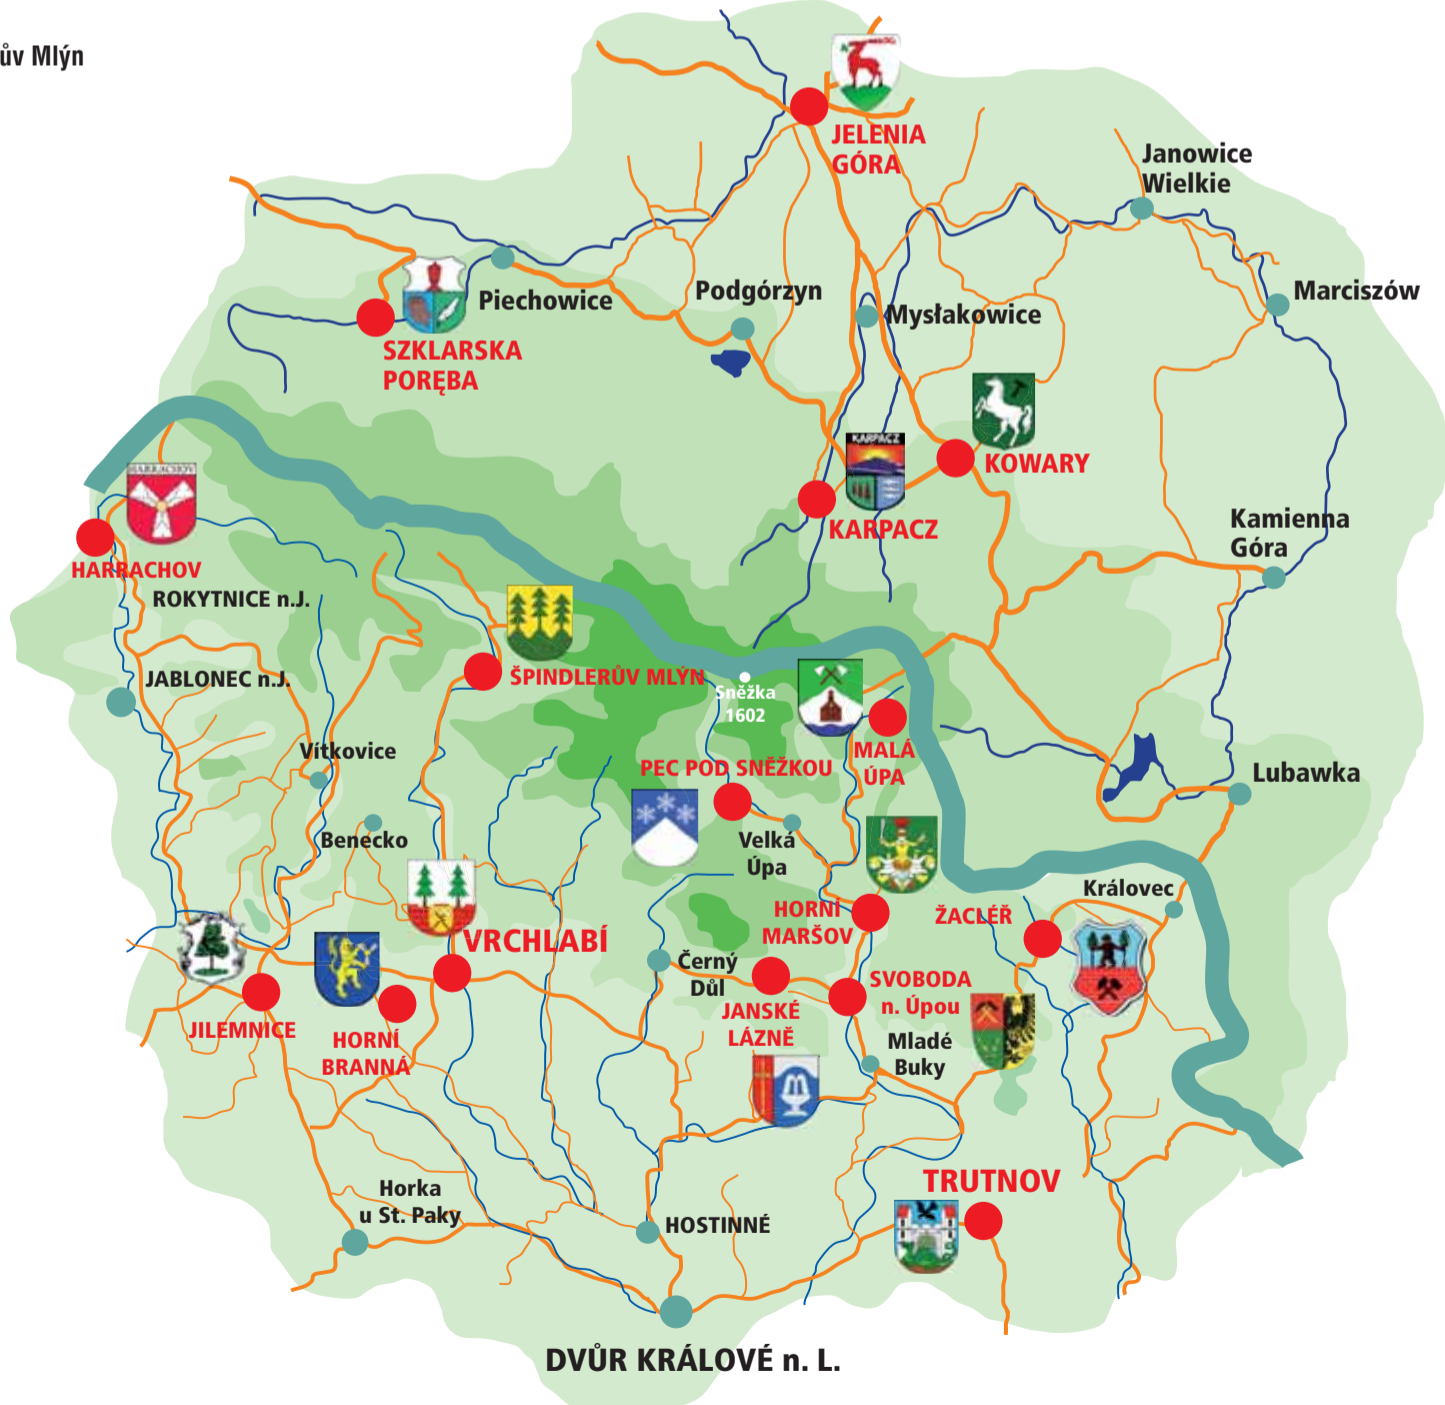 ův Mlýn
JELENIA
GÓRA
Janowice
Wielkie
Piechowice
Podgórzyn
Mysłakowice
Marciszów
SZKLARSKA
PORĘBA
KARPACZ
KOWARY
KARPACZ
HARRACHOV
Kamienna
Góra
HARRACHOV
ROKYTNICE n.J.
ŠPINDLERŮV MLÝN
JABLONEC n.J.
Sněžka
1602
MALÁ
ÚPA
Vítkovice
PEC POD SNĚŽKOU
Lubawka
Benecko
Velká
Úpa
Královec
HORNÍ
MARŠOV
ŽACLÉŘ
VRCHLABÍ
Černý
Důl
SVOBODA
n. Úpou
JANSKÉ
LÁZNĚ
JILEMNICE
HORNÍ
BRANNÁ
Mladé
Buky
TRUTNOV
Horka
u St. Paky
HOSTINNÉ
DVŮR KRÁLOVÉ n. L.